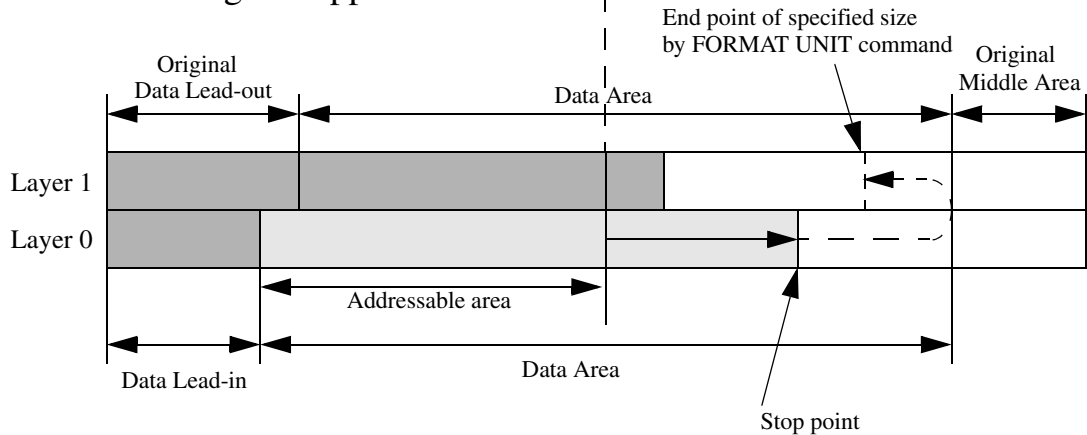 End point of specified size
by FORMAT UNIT command
Original
Data Lead-out
Data Area
Original
Middle Area
Layer 1
Layer 0
Addressable area
Data Lead-in
Data Area
Stop point